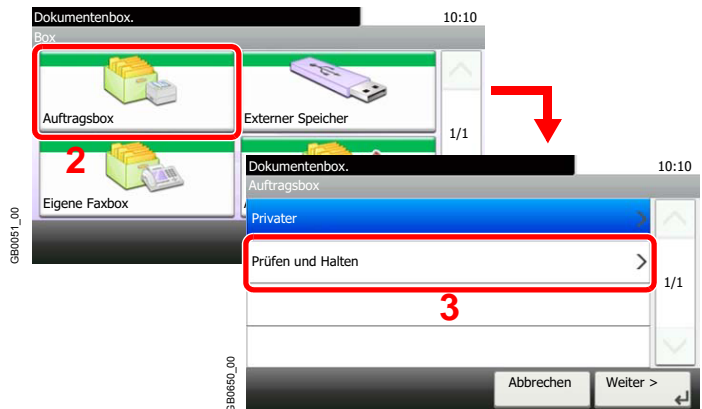 Dokumentenbox.
10:10
Box
Auftragsbox
Externer Speicher
1/1
2
Eigene Faxbox
GB0051_00
Dokumentenbox.
10:10
Auftragsbox
Privater
Prüfen und Halten
1/1
3
GB0650_00
Abbrechen
Weiter >